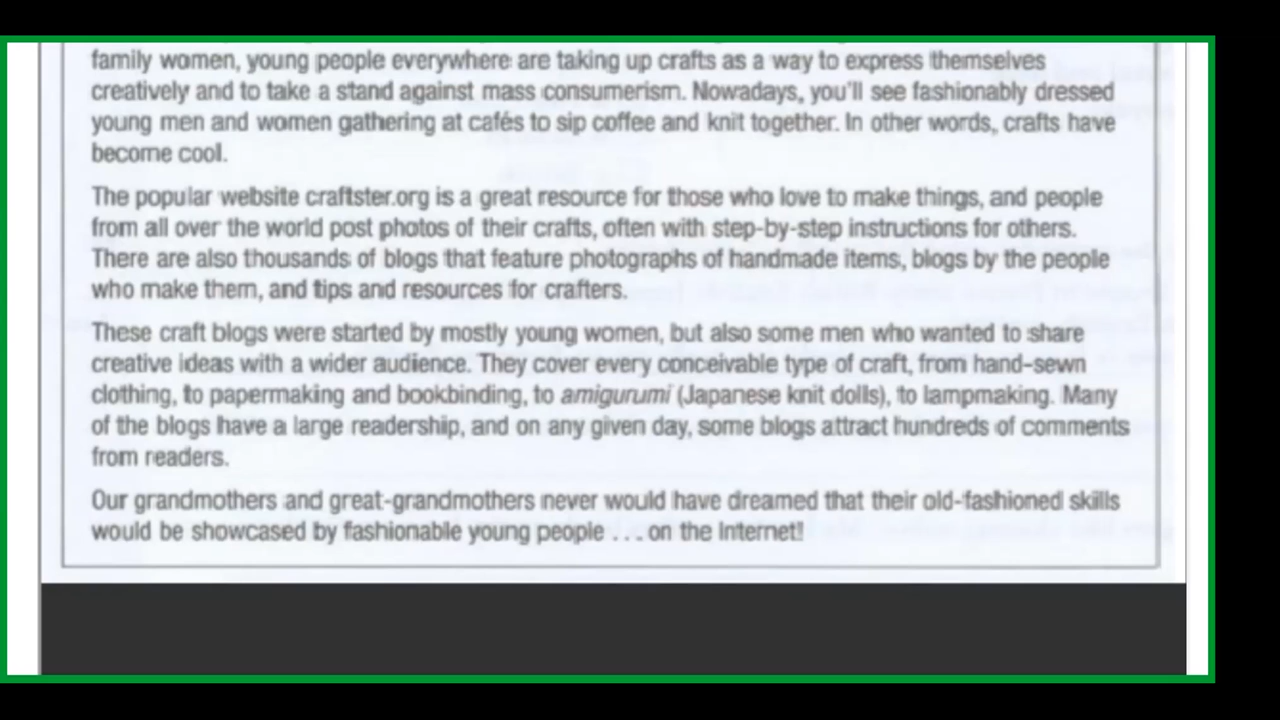 family women, young people everywhere are taking up crafts as a way to express themselves
creatively and to take a stand against mass consumerism. Nowadays, you'll see fashionably dressed
young men and women gathering at cafés to sip coffee and knit together. In other words, crafts have
become cool.
The popular website craftster.org is a great resource for those who love to make things, and people
from all over the world post photos of their crafts, often with step-by-step instructions for others.
There are also thousands of blogs that feature photographs of handmade items, blogs by the people
who make them, and tips and resources for crafters.
These craft blogs were started by mostly young women, but also some men who wanted to share
creative ideas with a wider audience. They cover every conceivable type of craft, from hand-sewn
clothing, to papermaking and bookbinding, to amigurumi (Japanese knit dolls), to lampmaking. Many
of the blogs have a large readership, and on any given day, some blogs attract hundreds of comments
from readers.
Our grandmothers and great-grandmothers never would have dreamed that their old-fashioned skills
would be showcased by fashionable young people . . . on the Internet!